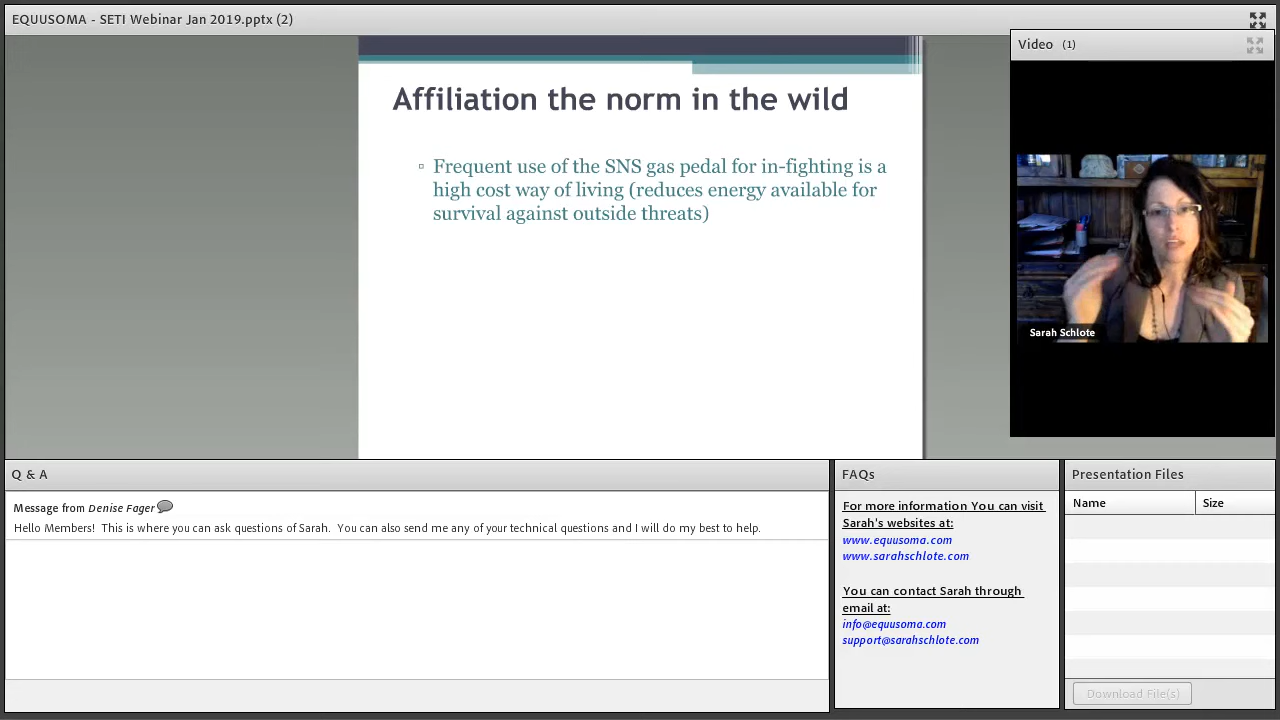 EQUUSOMA - SETI Webinar Jan 2019.pptx (2)
Affiliation the norm in the wild
Frequent use of the SNS gas pedal for in-fighting is a
high cost way of living (reduces energy available for
survival against outside threats)
Video (1)
Sarah Schlote
Q & A
Message from Denise Fager
Hello Members! This is where you can ask questions of Sarah. You can also send me any of your technical questions and I will do my best to help.
FAQs
For more information You can visit
Sarah's websites at:
www.equusoma.com
www.sarahschlote.com
You can contact Sarah through
email at:
info@equusoma.com
support@sarahschlote.com
Presentation Files
Name Size
Download File(s)